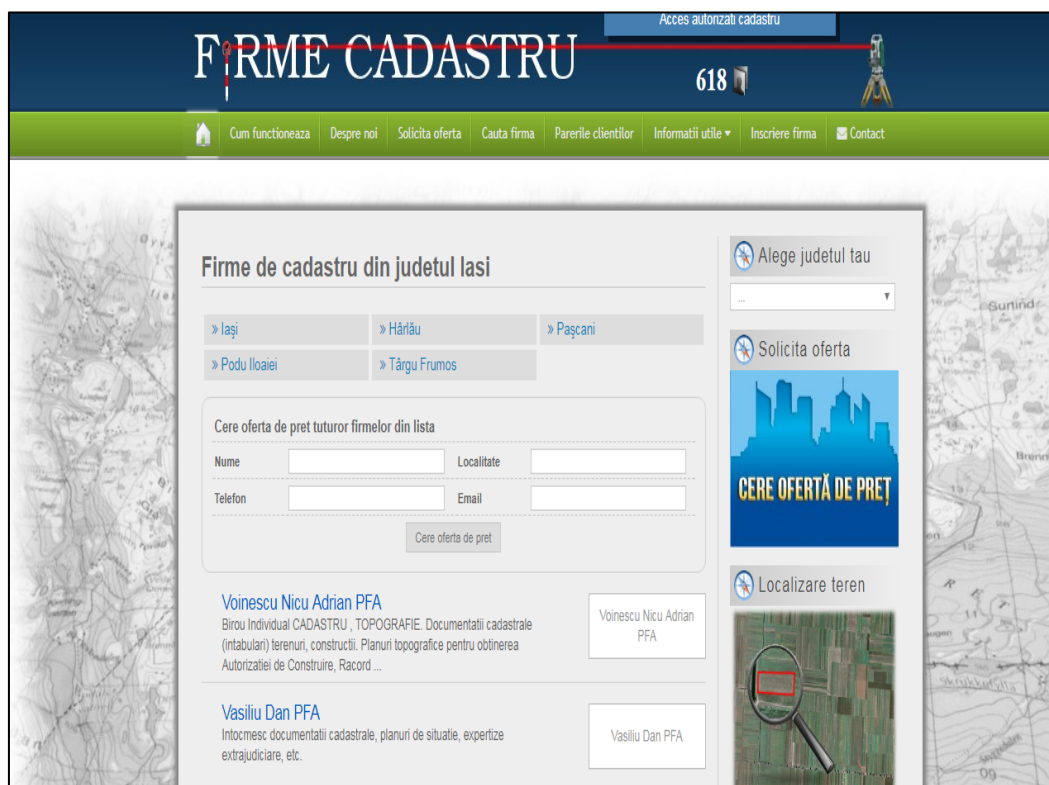 Acces autorizati cadastru
FIRME CADASTRU
618
Cum functioneaza Despre noi Solicita oferta Cauta firma Parerile clientilor Informatii utile ▾ Inscriere firma Contact
Firme de cadastru din judetul Iasi
» Iaşi » Hârlău » Paşcani
» Podu Iloaiei » Târgu Frumos
Cere oferta de pret tuturor firmelor din lista
Nume Localitate
Telefon Email
Cere oferta de pret
Voinescu Nicu Adrian PFA
Birou Individual CADASTRU , TOPOGRAFIE. Documentatii cadastrale
(intabulari) terenuri, constructii. Planuri topografice pentru obtinerea
Autorizatiei de Construire, Racord ...
Voinescu Nicu Adrian
PFA
Vasiliu Dan PFA
Intocmesc documentatii cadastrale, planuri de situatie, expertize
extrajudiciare, etc.
Vasiliu Dan PFA
Alege judetul tau
...
Solicita oferta
CERE OFERTĂ DE PREȚ
Localizare teren
Surtind